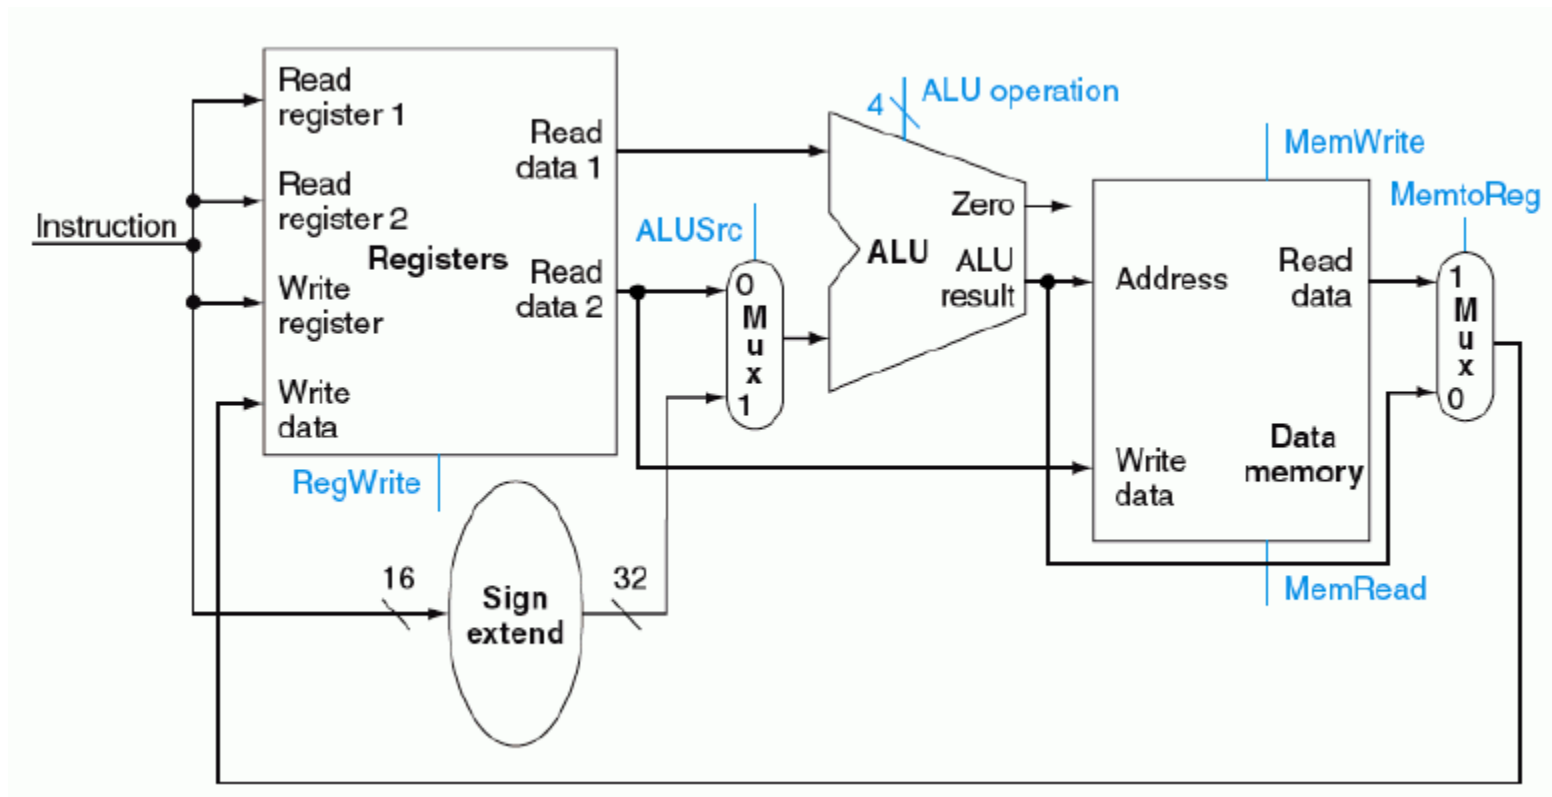 Instruction
Read
register 1
Read
register 2
Write
register
Write
data
Registers
Read
data 1
Read
data 2
RegWrite
16
Sign
extend
32
ALUSrc
0
M
u
x
1
4
ALU operation
ALU
Zero
ALU
result
MemWrite
Address
Read
data
Write
data
Data
memory
MemRead
MemtoReg
1
M
u
x
0